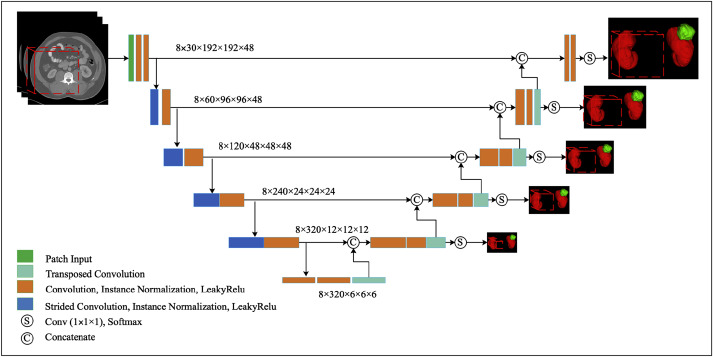 8×30×192×192×48
C
S
8×60×96×96×48
C
S
8×120×48×48×48
C
S
8×240×24×24×24
C
S
8×320×12×12×12
C
S
8×320×6×6×6
Patch Input
Transposed Convolution
Convolution, Instance Normalization, LeakyRelu
Strided Convolution, Instance Normalization, LeakyRelu
S Conv (1×1×1), Softmax
C Concatenate